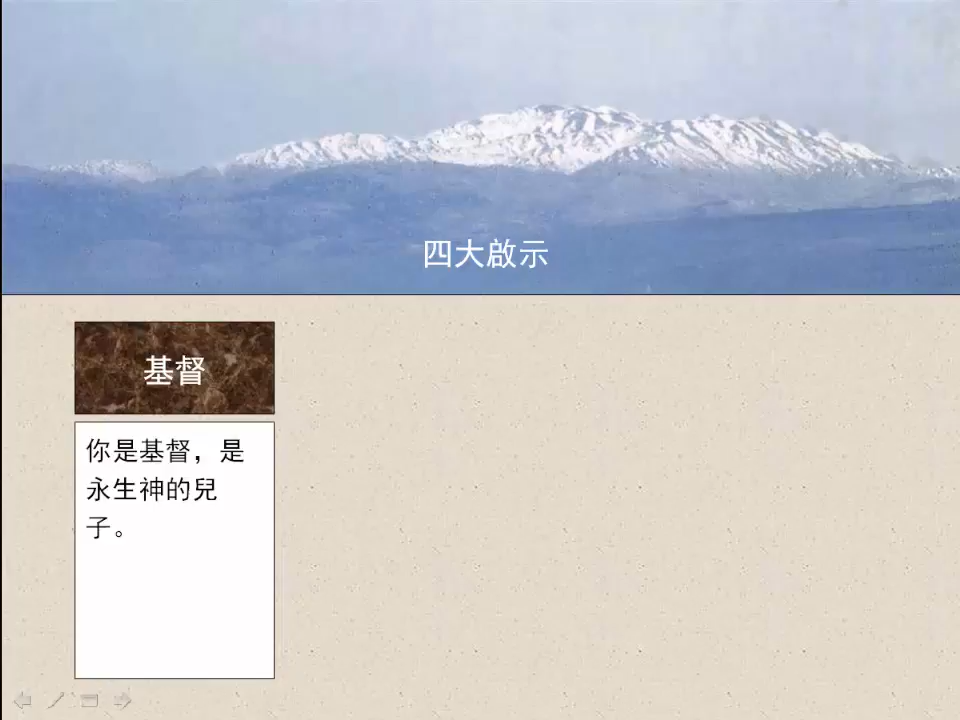 四大啟示
基督
你是基督，是
永生神的兒
子。